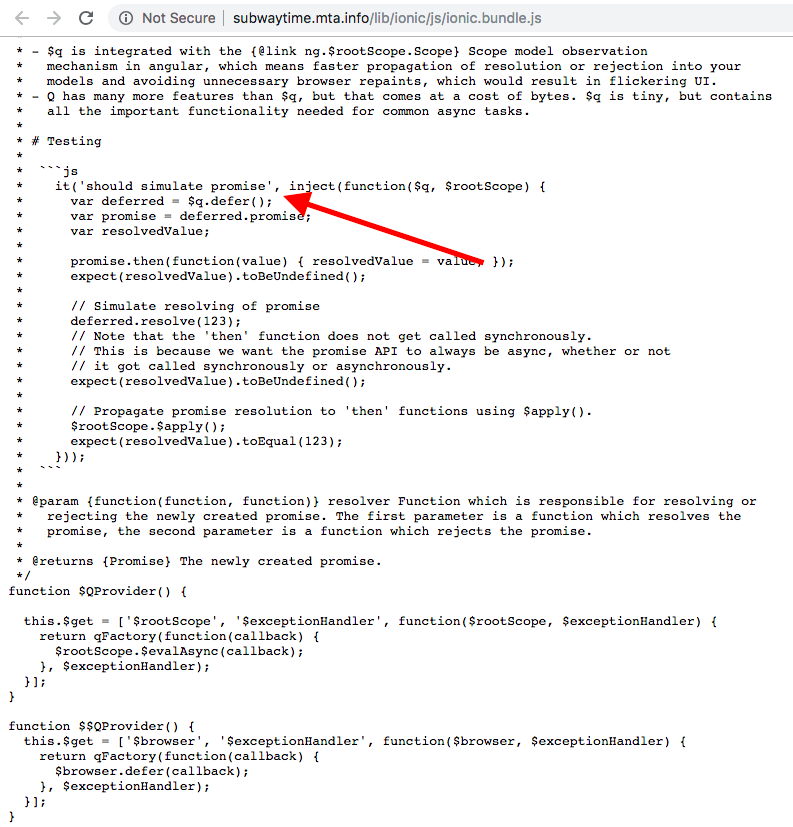 Not Secure | subwaytime.mta.info/lib/ionic/js/ionic.bundle.js
* - $q is integrated with the {@link ng.$rootScope.Scope} Scope model observation
*   mechanism in angular, which means faster propagation of resolution or rejection into your
*   models and avoiding unnecessary browser repaints, which would result in flickering UI.
* - Q has many more features than $q, but that comes at a cost of bytes. $q is tiny, but contains
*   all the important functionality needed for common async tasks.
*
* # Testing
*
*  ```js
*    it('should simulate promise', inject(function($q, $rootScope) {
*      var deferred = $q.defer();
*      var promise = deferred.promise;
*      var resolvedValue;
*
*      promise.then(function(value) { resolvedValue = value; });
*      expect(resolvedValue).toBeUndefined();
*
*      // Simulate resolving of promise
*      deferred.resolve(123);
*      // Note that the 'then' function does not get called synchronously.
*      // This is because we want the promise API to always be async, whether or not
*      // it got called synchronously or asynchronously.
*      expect(resolvedValue).toBeUndefined();
*
*      // Propagate promise resolution to 'then' functions using $apply().
*      $rootScope.$apply();
*      expect(resolvedValue).toEqual(123);
*    }));
*  ```
*
* @param {function(function, function)} resolver Function which is responsible for resolving or
*   rejecting the newly created promise. The first parameter is a function which resolves the
*   promise, the second parameter is a function which rejects the promise.
*
* @returns {Promise} The newly created promise.
*/
function $QProvider() {

  this.$get = ['$rootScope', '$exceptionHandler', function($rootScope, $exceptionHandler) {
    return qFactory(function(callback) {
      $rootScope.$evalAsync(callback);
    }, $exceptionHandler);
  }];
}

function $$QProvider() {
  this.$get = ['$browser', '$exceptionHandler', function($browser, $exceptionHandler) {
    return qFactory(function(callback) {
      $browser.defer(callback);
    }, $exceptionHandler);
  }];
}